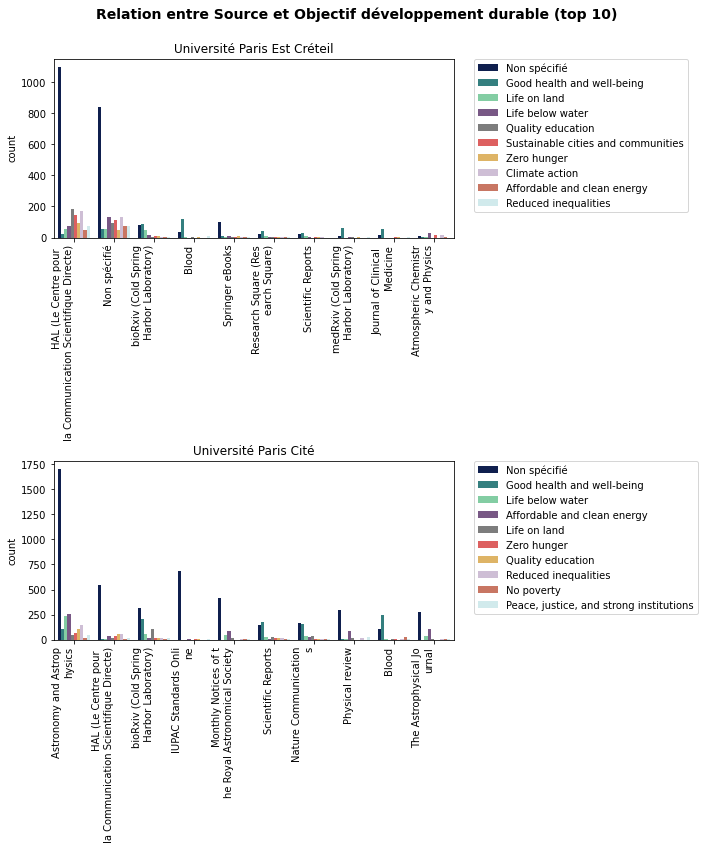 Relation entre Source et Objectif développement durable (top 10)
Université Paris Est Créteil
count
0
200
400
600
800
1000
HAL (Le Centre pour
la Communication Scientifique Directe)
Non spécifié
bioRxiv (Cold Spring
Harbor Laboratory)
Blood
Springer eBooks
Research Square (Res
earch Square)
Scientific Reports
medRxiv (Cold Spring
Harbor Laboratory)
Journal of Clinical
Medicine
Atmospheric Chemistr
y and Physics
Non spécifié
Good health and well-being
Life on land
Life below water
Quality education
Sustainable cities and communities
Zero hunger
Climate action
Affordable and clean energy
Reduced inequalities
Université Paris Cité
count
0
250
500
750
1000
1250
1500
1750
Astronomy and Astrop
hysics
HAL (Le Centre pour
la Communication Scientifique Directe)
bioRxiv (Cold Spring
Harbor Laboratory)
IUPAC Standards Onli
ne
Monthly Notices of t
he Royal Astronomical Society
Scientific Reports
Nature Communication
s
Physical review
Blood
The Astrophysical Jo
urnal
Non spécifié
Good health and well-being
Life below water
Affordable and clean energy
Life on land
Zero hunger
Quality education
Reduced inequalities
No poverty
Peace, justice, and strong institutions